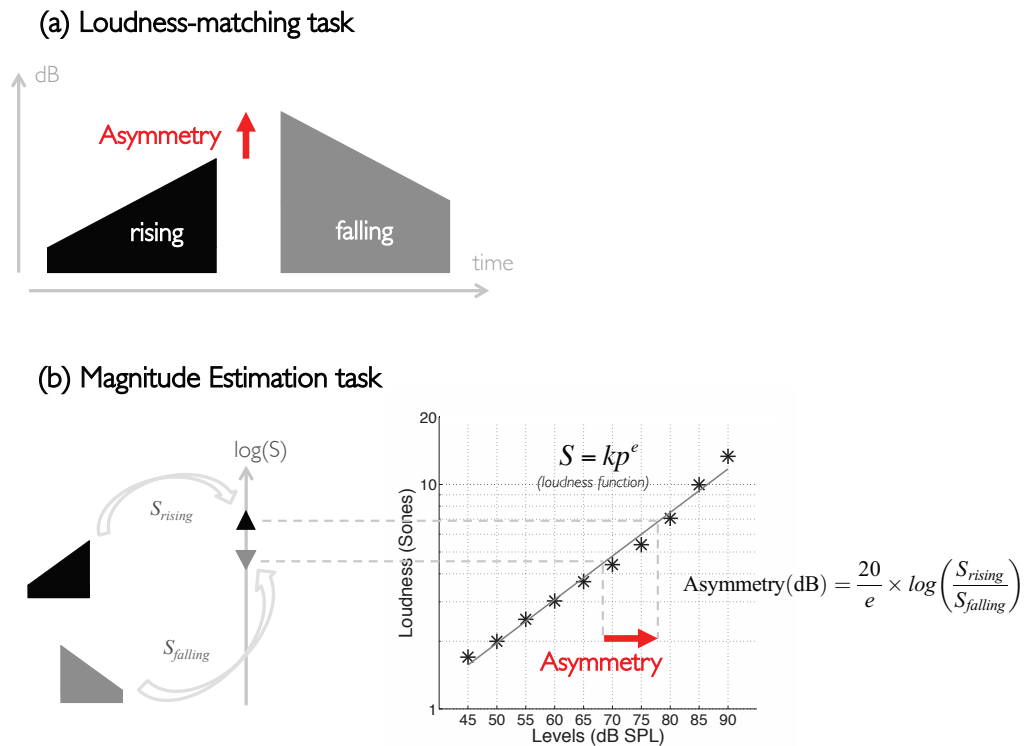 (a) Loudness-matching task
dB
Asymmetry
rising
falling
time
(b) Magnitude Estimation task
log(S)
S_rising
S_falling
Loudness (Sones)
20
10
1
S = kp^e
(loudness function)
Asymmetry
45 50 55 60 65 70 75 80 85 90
Levels (dB SPL)
Asymmetry(dB) = 20/e × log(S_rising/S_falling)